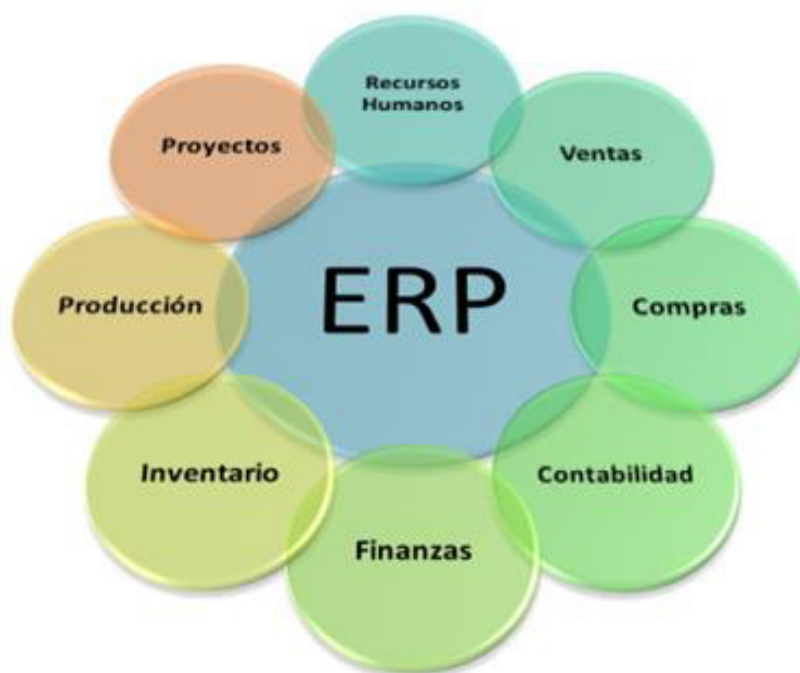 Recursos
Humanos
Proyectos
Ventas
ERP
Producción
Compras
Inventario
Contabilidad
Finanzas